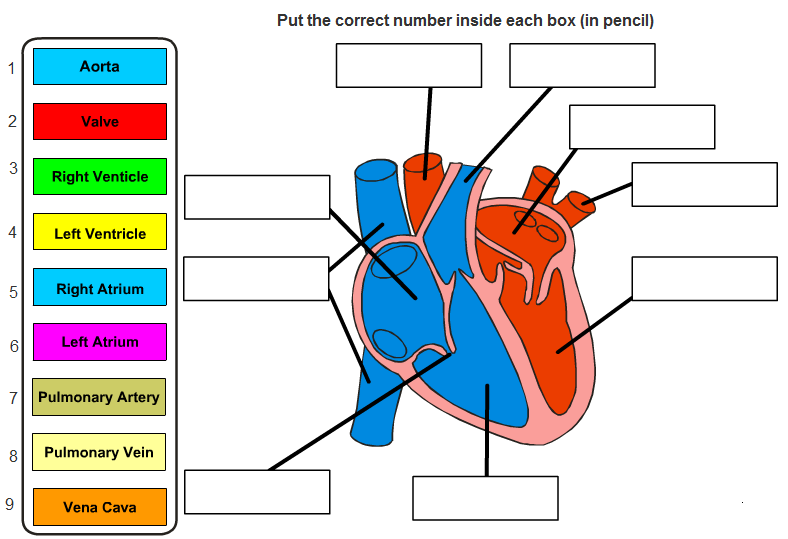 Put the correct number inside each box (in pencil)
1 Aorta
2 Valve
3 Right Venticle
4 Left Ventricle
5 Right Atrium
6 Left Atrium
7 Pulmonary Artery
8 Pulmonary Vein
9 Vena Cava